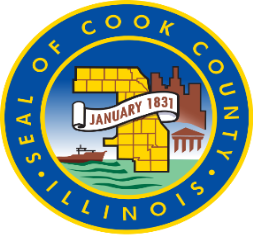 SEAL OF COOK COUNTY
JANUARY 1831
ILLINOIS